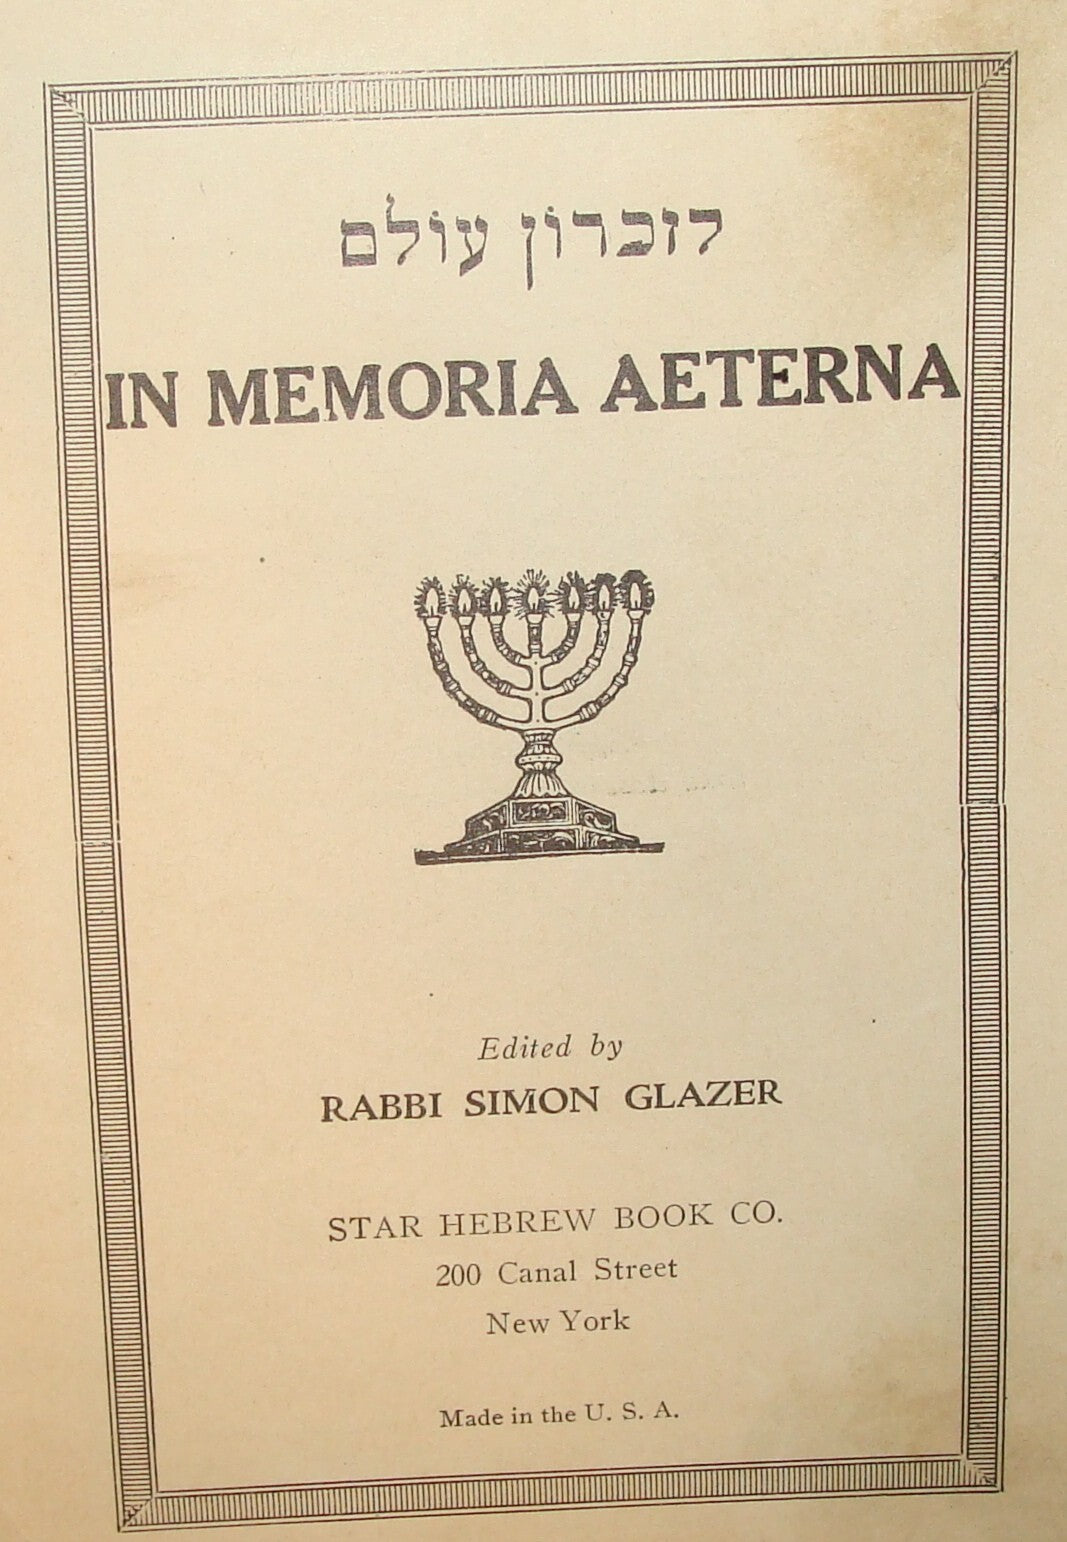 לזכרון עולם
IN MEMORIA AETERNA
Edited by
RABBI SIMON GLAZER
STAR HEBREW BOOK CO.
200 Canal Street
New York
Made in the U. S. A.